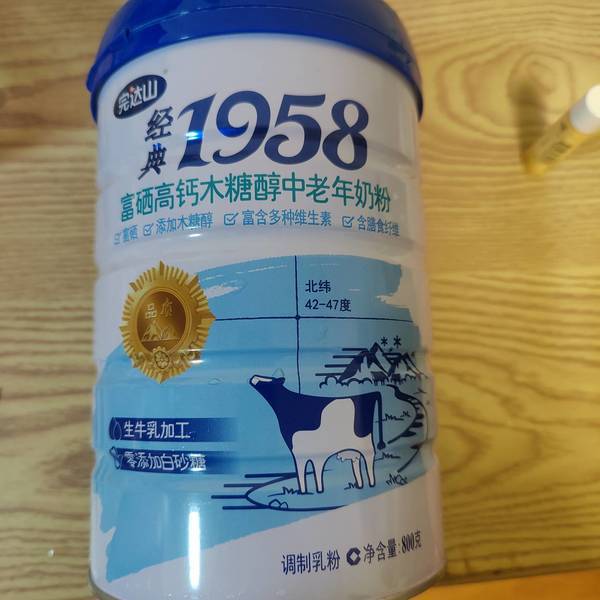 完达山
经典1958
富硒高钙木糖醇中老年奶粉
富硒 添加木糖醇 富含多种维生素 含膳食纤维
北纬
42-47度
品质
生牛乳加工
零添加白砂糖
调制乳粉 净含量:800克